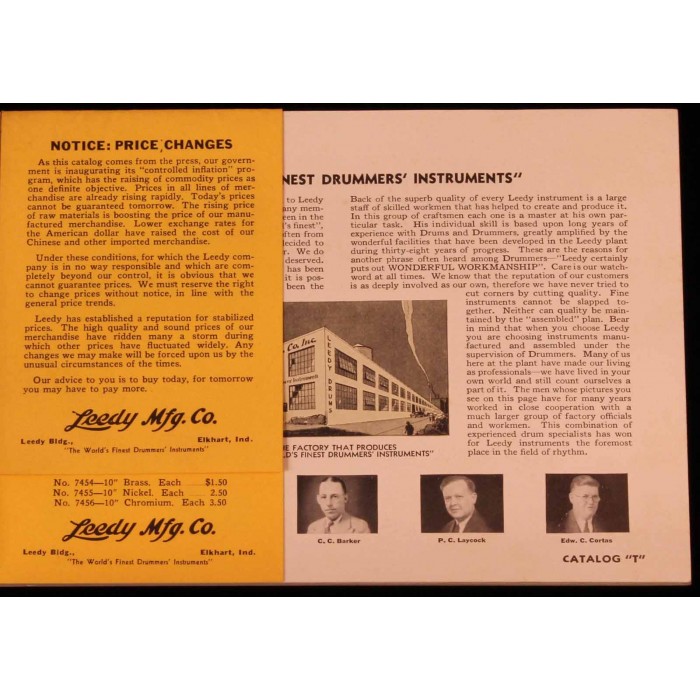 NOTICE: PRICE CHANGES
As this catalog comes from the press, our govern-
ment is inaugurating its "controlled inflation" pro-
gram, which has the raising of commodity prices as
one definite objective. Prices in all lines of mer-
chandise are already rising rapidly. Today's prices
cannot be guaranteed tomorrow. The rising price
of raw materials is boosting the price of our manu-
factured merchandise. Lower exchange rates for
the American dollar have raised the cost of our
Chinese and other imported merchandise.
Under these conditions, for which the Leedy com-
pany is in no way responsible and which are com-
pletely beyond its control, it is obvious that we
cannot guarantee prices. We must reserve the right
to change prices without notice, in line with the
general price trends.
Leedy has established a reputation for stabilized
prices. The high quality and sound prices of our
merchandise have ridden many a storm during
which other prices have fluctuated widely. Any
changes we may make will be forced upon us by the
unusual circumstances of the times.
Our advice to you is to buy today, for tomorrow
you may have to pay more.
Leedy Mfg. Co.
Leedy Bldg., Elkhart, Ind.
"The World's Finest Drummers' Instruments"
No. 7454—10" Brass. Each $1.50
No. 7455—10" Nickel. Each 2.50
No. 7456—10" Chromium. Each 3.50
Leedy Mfg. Co.
Leedy Bldg., Elkhart, Ind.
"The World's Finest Drummers' Instruments"
NEST DRUMMERS' INSTRUMENTS"
to Leedy
any mem-
een in the
's finest",
ften from
lecided to
r. We do
deserved.
has been
it is pos-
been the
Back of the superb quality of every Leedy instrument is a large
staff of skilled workmen that has helped to create and produce it.
In this group of craftsmen each one is a master at his own par-
ticular task. His individual skill is based upon long years of
experience with Drums and Drummers, greatly amplified by the
wonderful facilities that have been developed in the Leedy plant
during thirty-eight years of progress. These are the reasons for
another phrase often heard among Drummers—"Leedy certainly
puts out WONDERFUL WORKMANSHIP". Care is our watch-
word at all times. We know that the reputation of our customers
is as deeply involved as our own, therefore we have never tried to
cut corners by cutting quality. Fine
instruments cannot be slapped to-
gether. Neither can quality be main-
tained by the "assembled" plan. Bear
in mind that when you choose Leedy
you are choosing instruments manu-
factured and assembled under the
supervision of Drummers. Many of us
here at the plant have made our living
as professionals—we have lived in your
own world and still count ourselves a
part of it. The men whose pictures you
see on this page have for many years
worked in close cooperation with a
much larger group of factory officials
and workmen. This combination of
experienced drum specialists has won
for Leedy instruments the foremost
place in the field of rhythm.
Co. Inc.
LEEDY DRUMS
HE FACTORY THAT PRODUCES
LD'S FINEST DRUMMERS' INSTRUMENTS"
C. C. Barker
P. C. Laycock
Edw. C. Cortas
CATALOG "T"